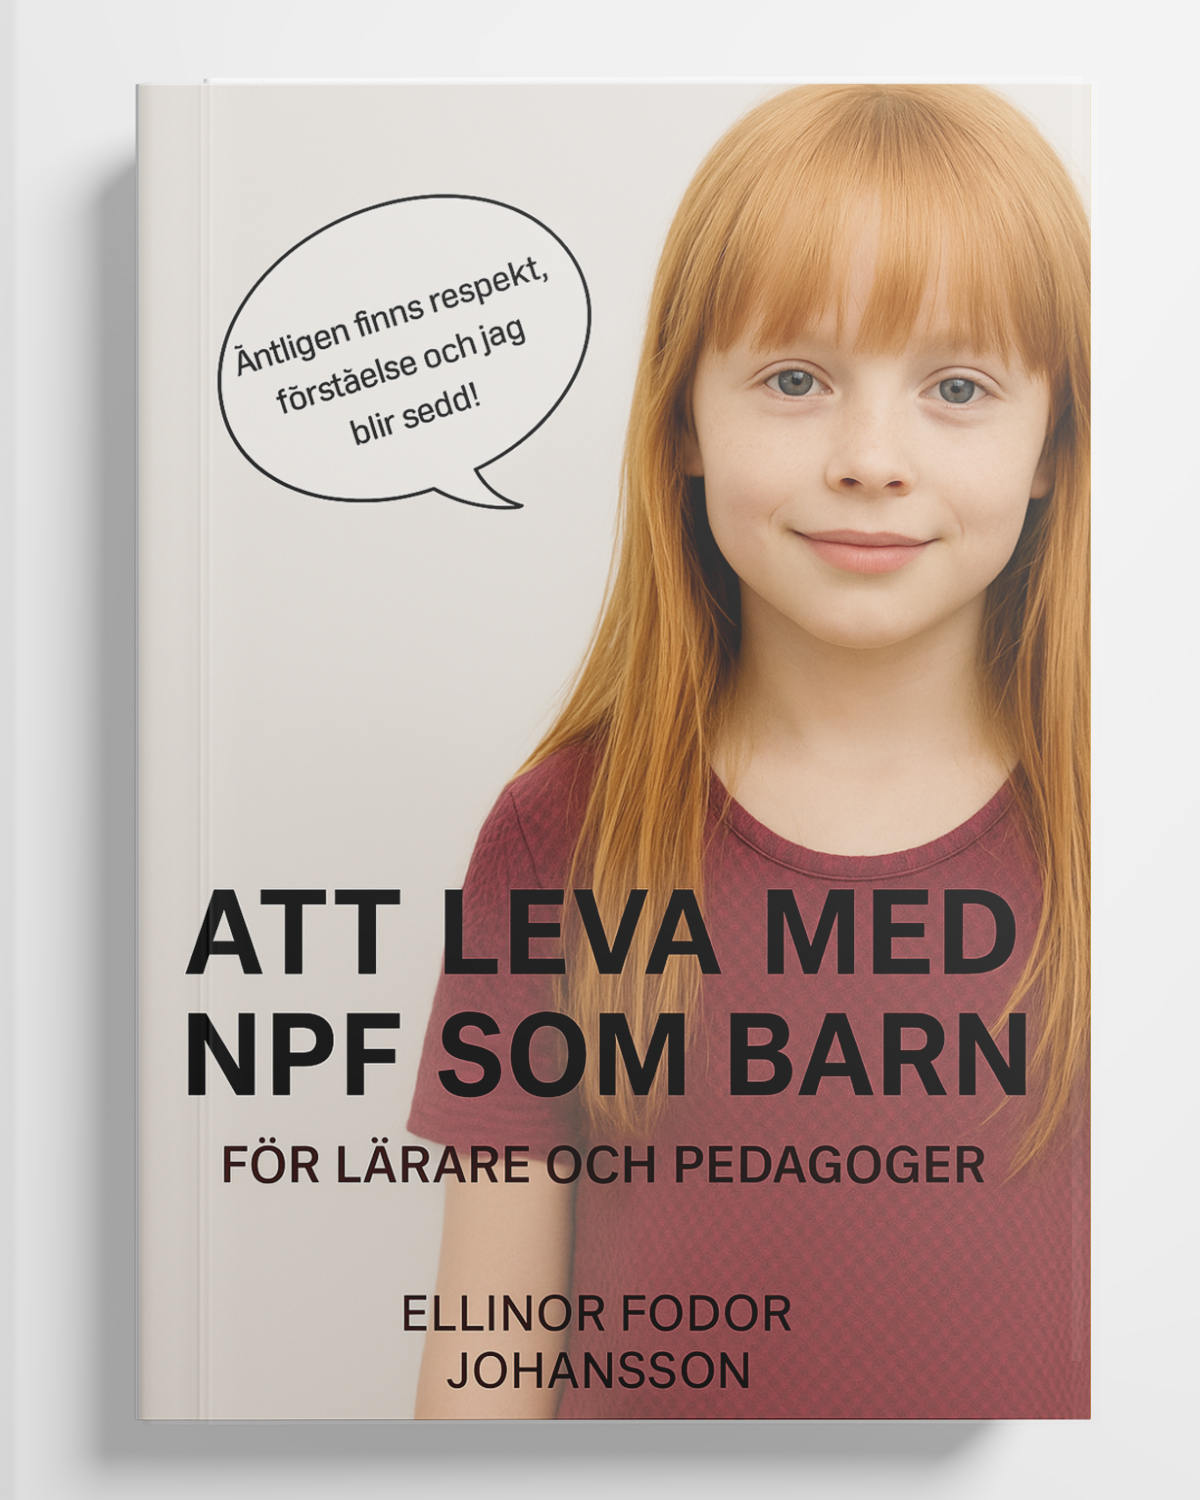 Ãntligen finns respekt,
förståelse och jag
blir sedd!
ATT LEVA MED
NPF SOM BARN
FÖR LÄRARE OCH PEDAGOGER
ELLINOR FODOR
JOHANSSON